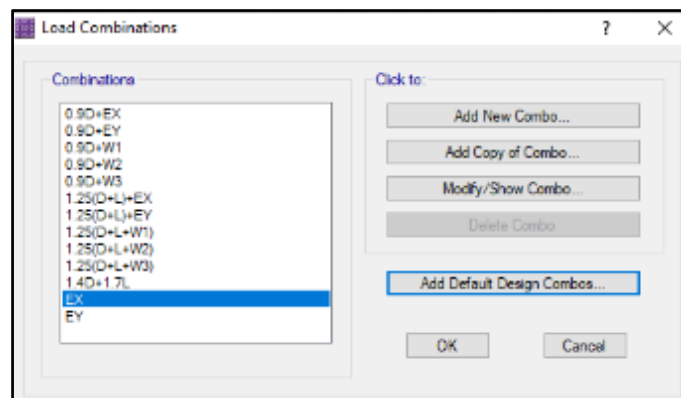 Load Combinations
?
Combinations
0.9D+EX
0.9D+EY
0.9D+W1
0.9D+W2
0.9D+W3
1.25(D+L)+EX
1.25(D+L)+EY
1.25(D+L+W1)
1.25(D+L+W2)
1.25(D+L+W3)
1.4D+1.7L
EX
EY
Click to:
Add New Combo...
Add Copy of Combo...
Modify/Show Combo...
Delete Combo
Add Default Design Combos...
OK
Cancel